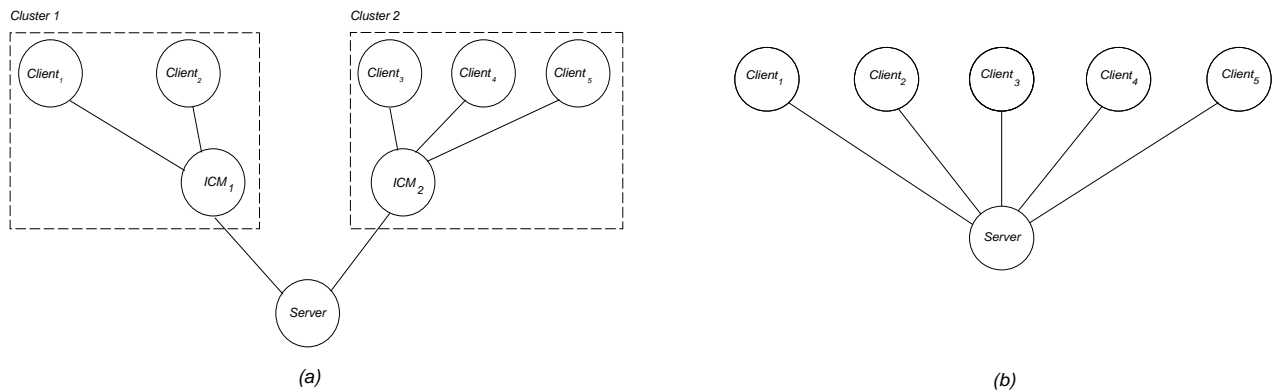 Cluster 1
Cluster 2
Client1
Client2
Client3
Client4
Client5
ICM1
ICM2
Server
(a)
Client1
Client2
Client3
Client4
Client5
Server
(b)